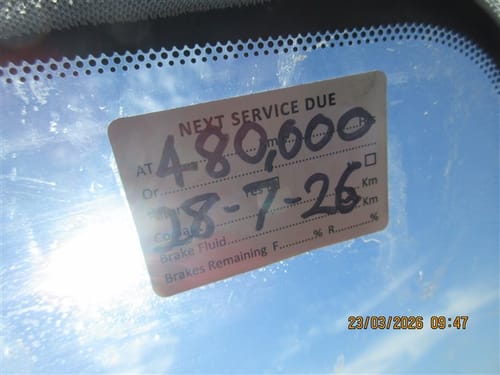 NEXT SERVICE DUE
AT 480,000 Hrs
Or
28-7-26 Km
Km
Brake Fluid
Brakes Remaining F............% R............%
23/03/2026 09:47